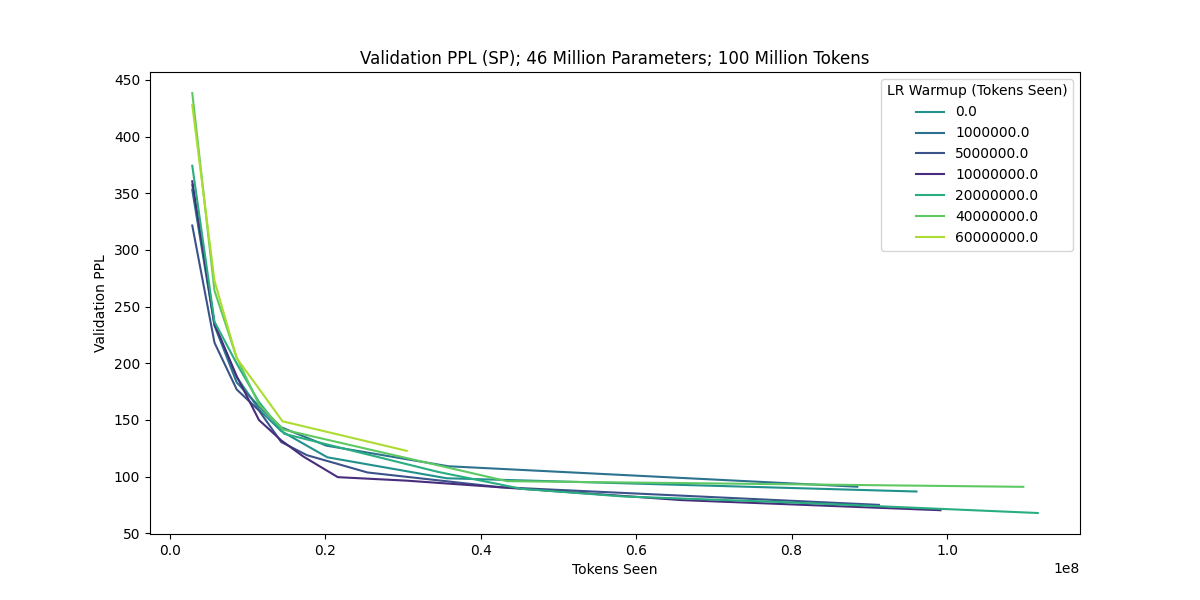 Validation PPL (SP); 46 Million Parameters; 100 Million Tokens
450
400
350
300
250
200
150
100
50
Validation PPL
LR Warmup (Tokens Seen)
0.0
1000000.0
5000000.0
10000000.0
20000000.0
40000000.0
60000000.0
0.0 0.2 0.4 0.6 0.8 1.0
1e8
Tokens Seen